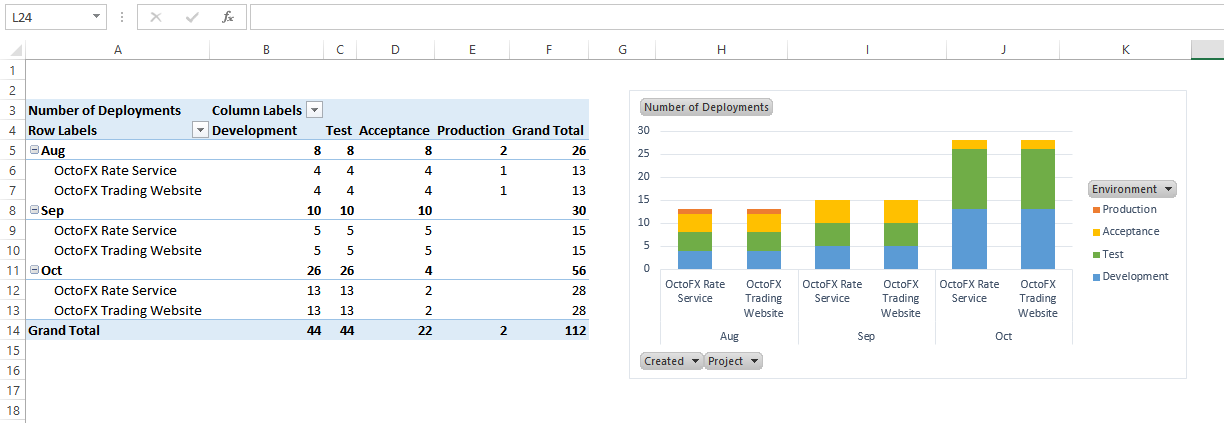 L24
fx
A B C D E F G H I J K
1
2
3 Number of Deployments Column Labels
4 Row Labels Development Test Acceptance Production Grand Total
5 Aug 8 8 8 2 26
6 OctoFX Rate Service 4 4 4 1 13
7 OctoFX Trading Website 4 4 4 1 13
8 Sep 10 10 10 30
9 OctoFX Rate Service 5 5 5 15
10 OctoFX Trading Website 5 5 5 15
11 Oct 26 26 4 56
12 OctoFX Rate Service 13 13 2 28
13 OctoFX Trading Website 13 13 2 28
14 Grand Total 44 44 22 2 112
15
16
17
18
Number of Deployments
30
25
20
15
10
5
0
OctoFX Rate OctoFX OctoFX Rate OctoFX OctoFX Rate OctoFX
Service Trading Service Trading Service Trading
Website Website Website
Aug Sep Oct
Environment
Production
Acceptance
Test
Development
Created Project